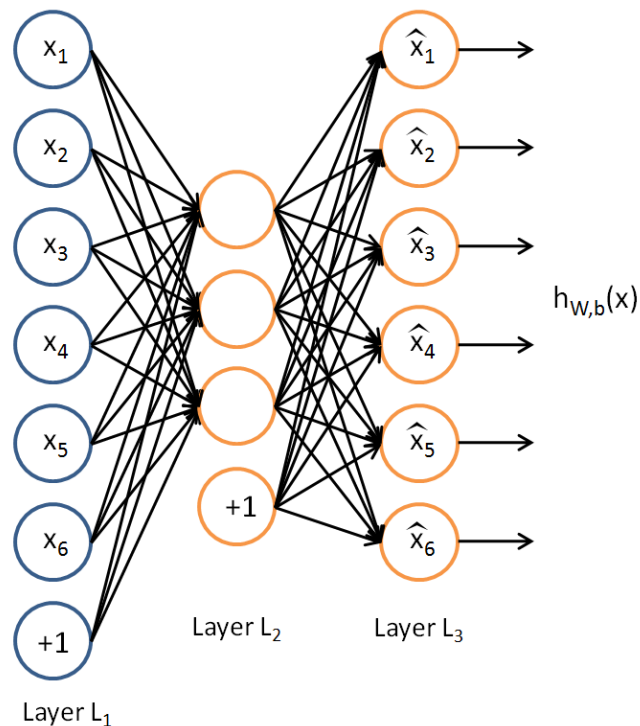 x₁
x₂
x₃
x₄
x₅
x₆
+1
Layer L₁
+1
Layer L₂
x̂₁
x̂₂
x̂₃
x̂₄
x̂₅
x̂₆
Layer L₃
h_W,b(x)